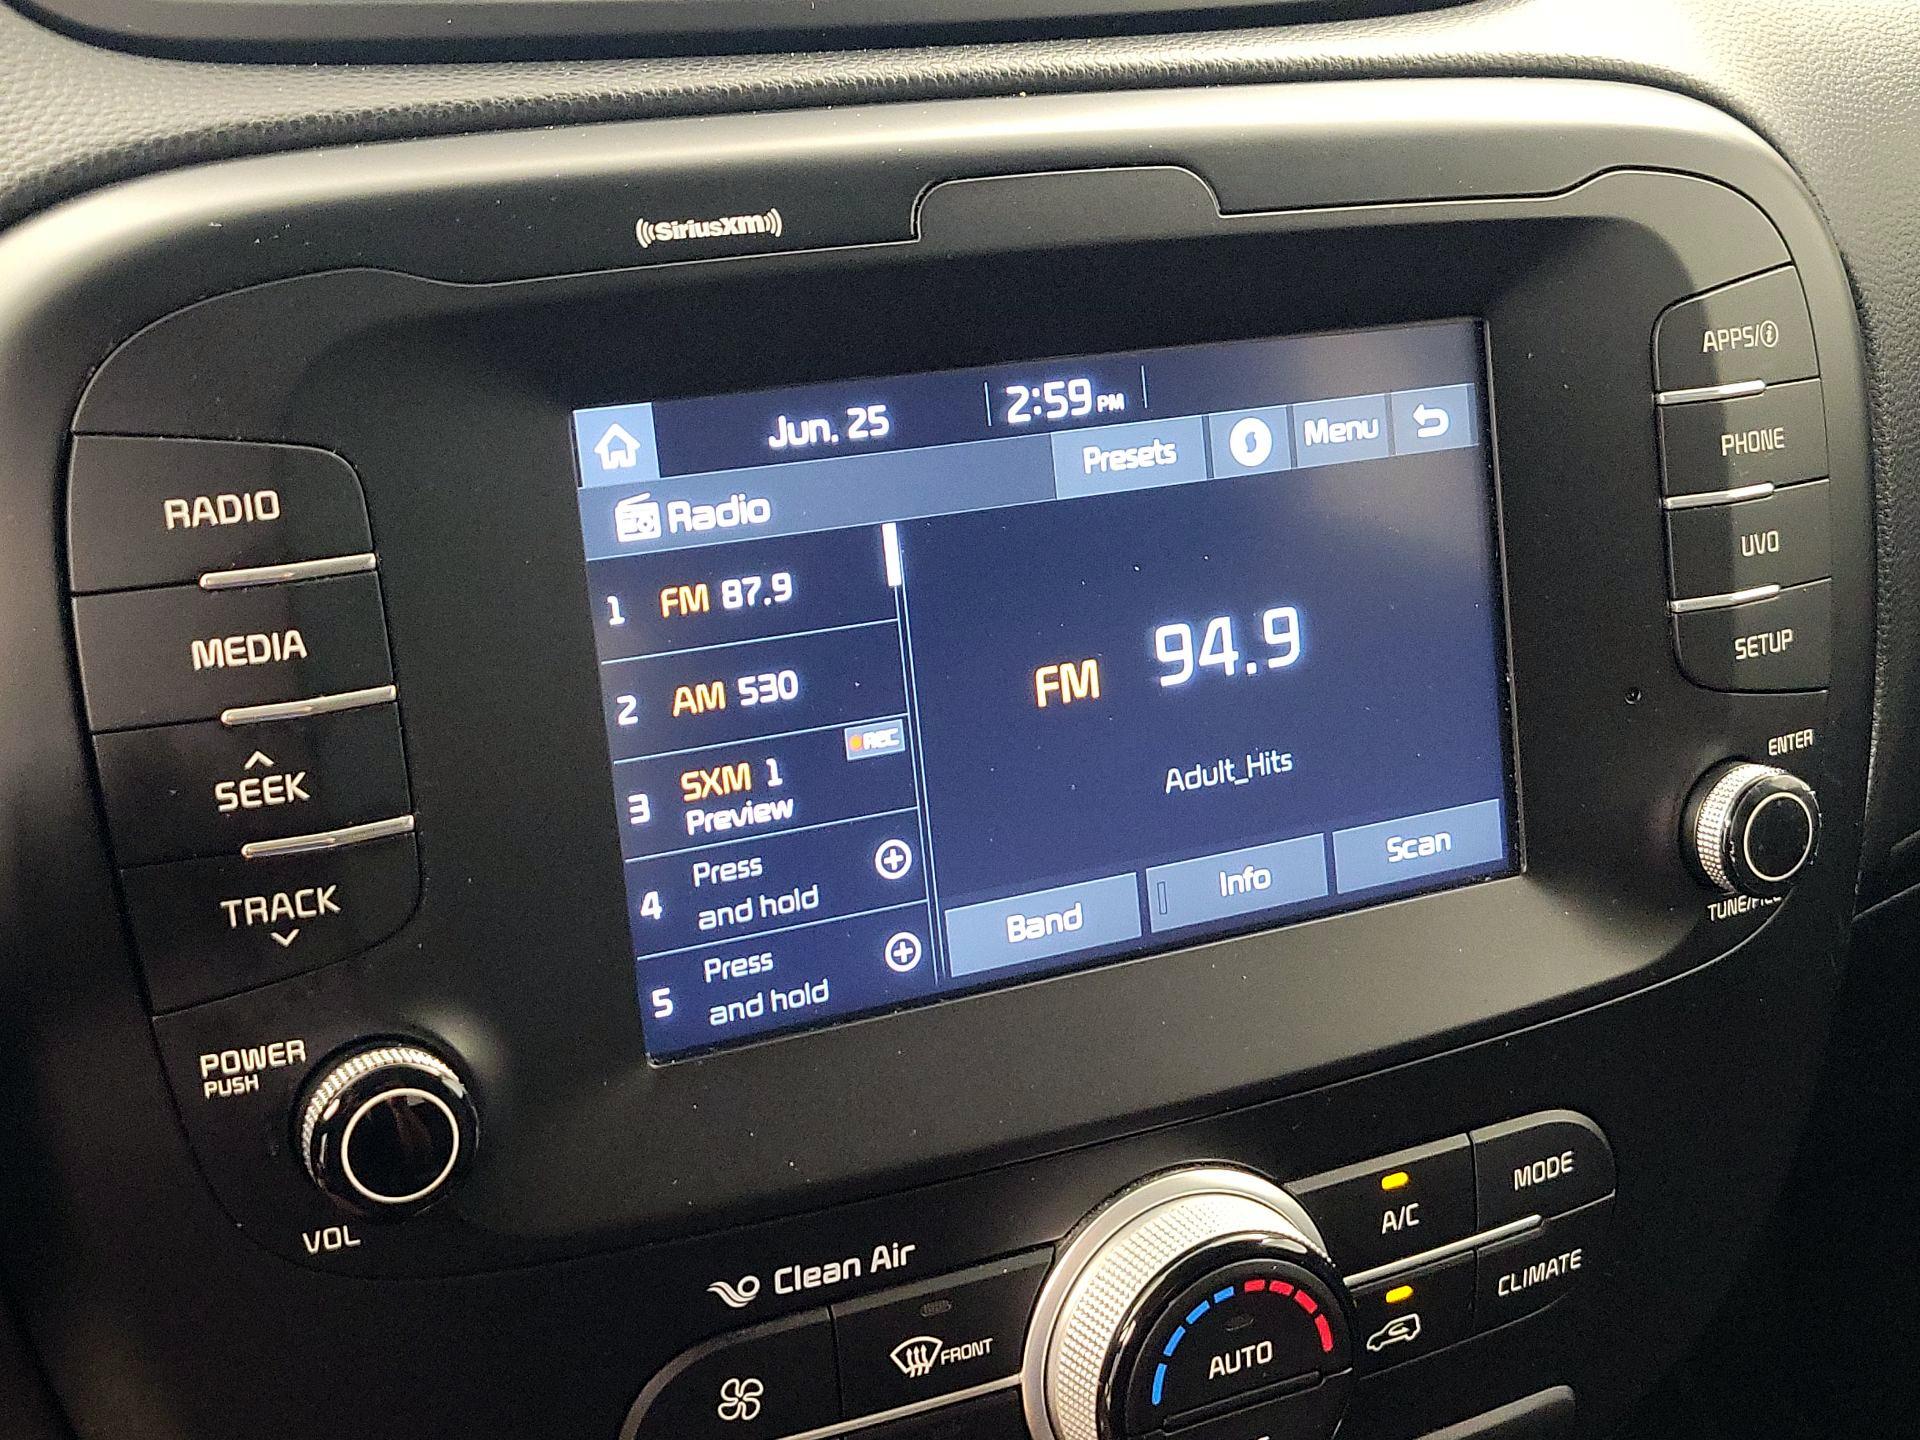 ((SiriusXM))
Jun. 25
2:59 PM
Presets
Menu
Radio
1 FM 87.9
2 AM 530
3 SXM 1
REC
Preview
4 Press
and hold
5 Press
and hold
FM 94.9
Adult_Hits
Band
Info
Scan
RADIO
MEDIA
SEEK
TRACK
POWER
PUSH
VOL
APPS/i
PHONE
UVO
SETUP
ENTER
Clean Air
FRONT
AUTO
A/C
MODE
CLIMATE